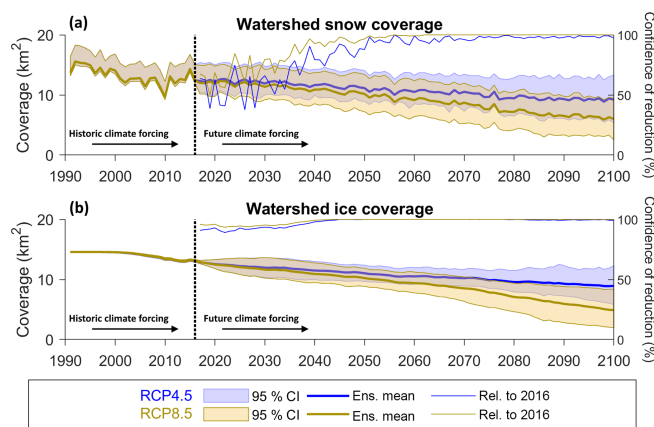 (a) Watershed snow coverage
20
10
0
Coverage (km²)
100
50
0
Confidence of reduction (%)
Historic climate forcing
Future climate forcing
1990 2000 2010 2020 2030 2040 2050 2060 2070 2080 2090 2100
(b) Watershed ice coverage
20
10
0
Coverage (km²)
100
50
0
Confidence of reduction (%)
Historic climate forcing
Future climate forcing
1990 2000 2010 2020 2030 2040 2050 2060 2070 2080 2090 2100
RCP4.5 95 % CI Ens. mean Rel. to 2016
RCP8.5 95 % CI Ens. mean Rel. to 2016